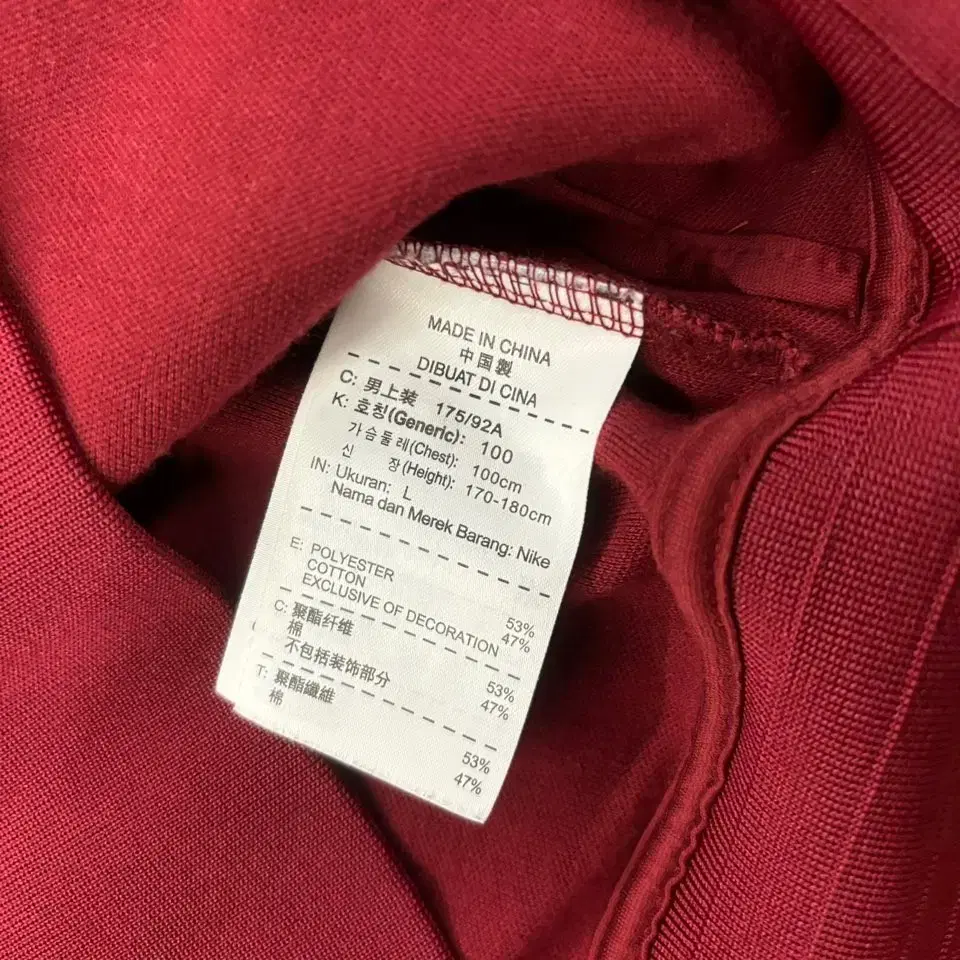 MADE IN CHINA
中国製
DIBUAT DI CINA
C: 男上装 175/92A
K: 호칭(Generic): 100
가슴둘레(Chest): 100cm
신 장(Height): 170-180cm
IN: Ukuran: L
Nama dan Merek Barang: Nike
E: POLYESTER 53%
COTTON 47%
EXCLUSIVE OF DECORATION
C: 聚酯纤维 53%
棉 47%
不包括装饰部分
T: 聚酯纖維 53%
棉 47%